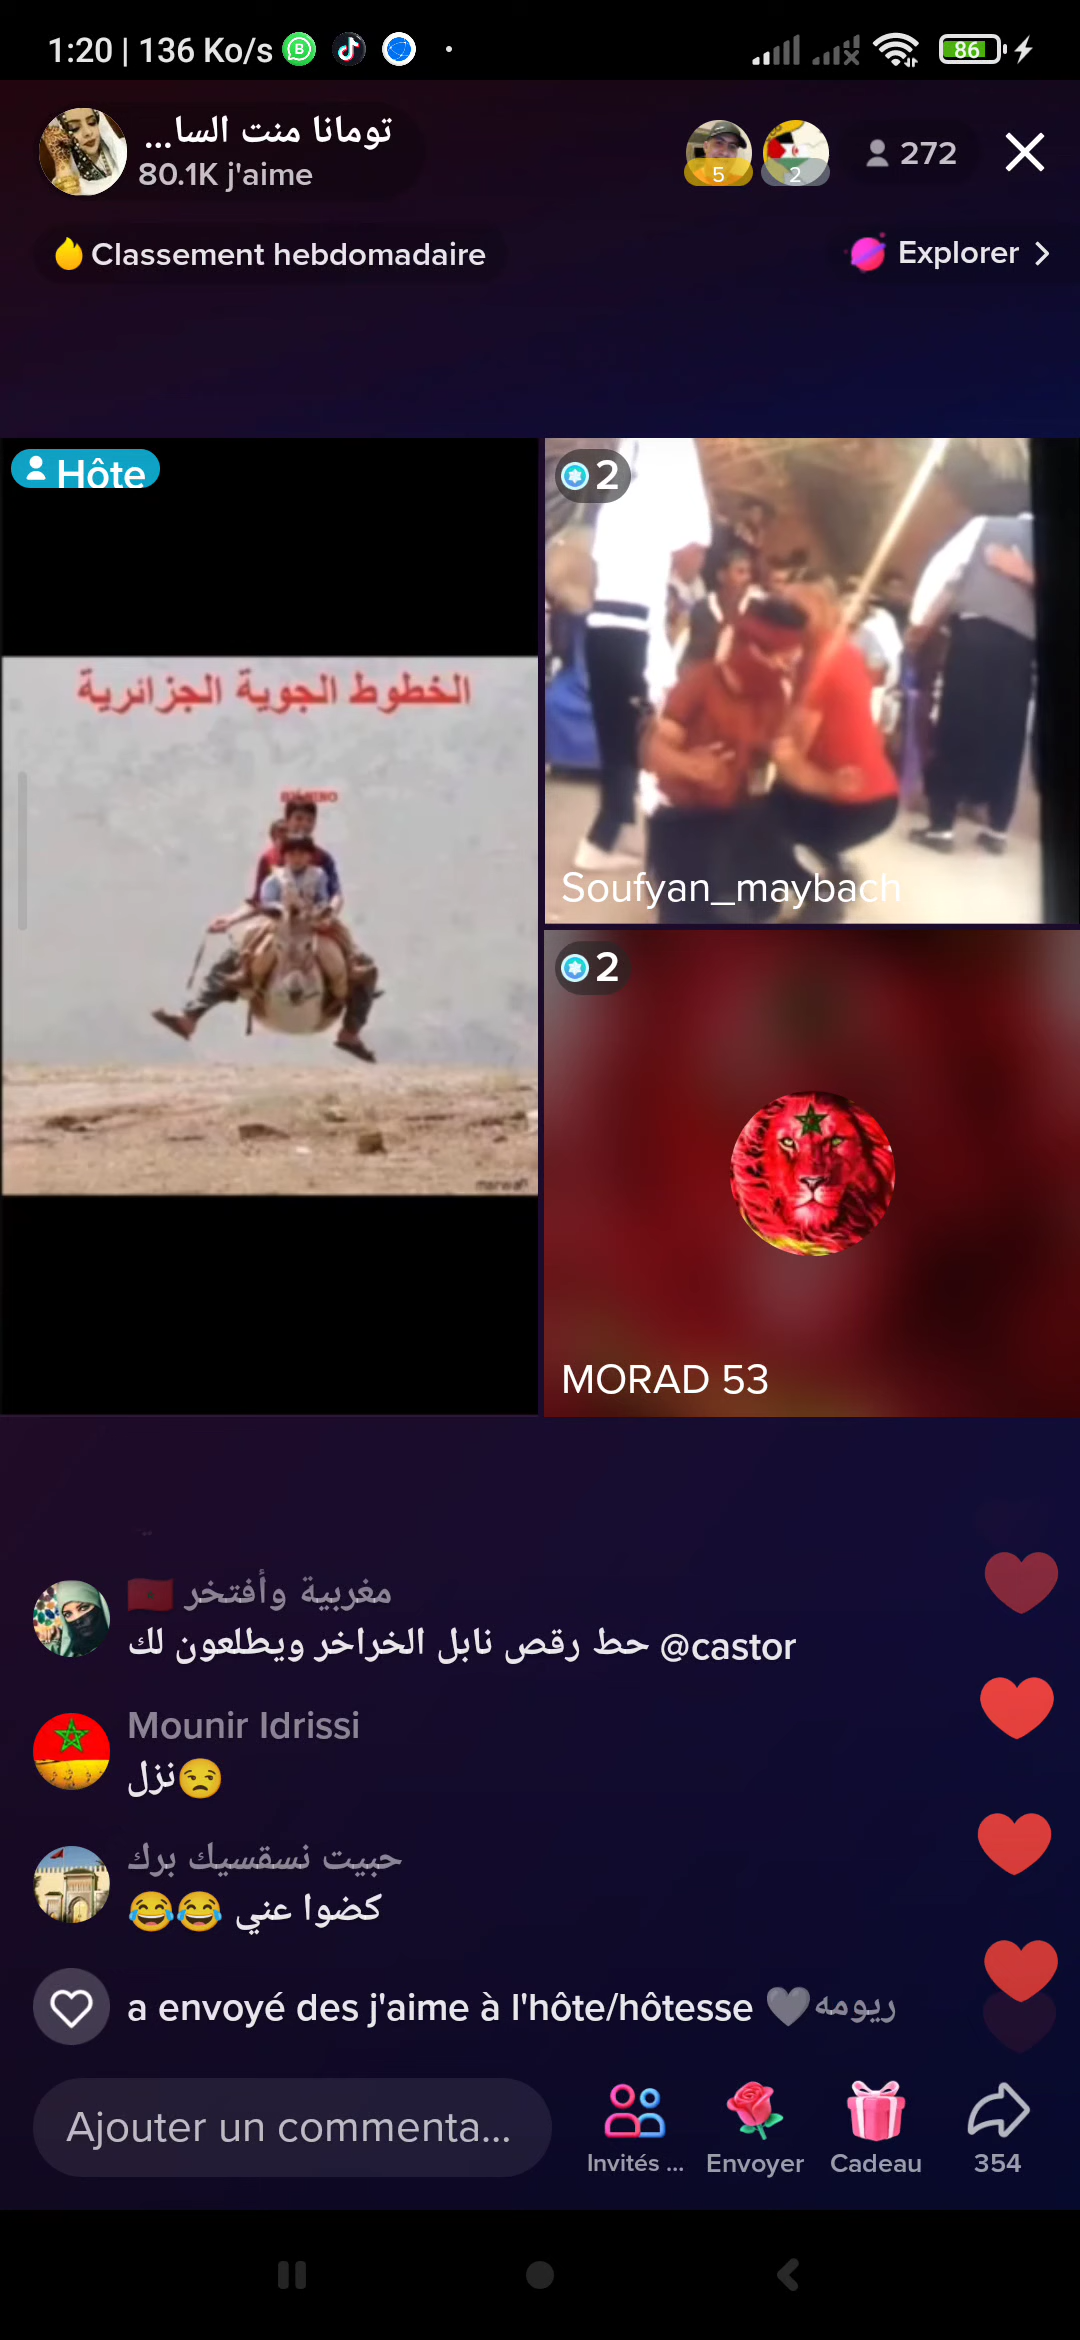 1:20 | 136 Ko/s
86
تومانا منت السا...
80.1K j'aime
5
2
272
Classement hebdomadaire
Explorer
Hôte
2
الخطوط الجوية الجزائرية
Soufyan_maybach
2
MORAD 53
مغربية وأفتخر
@castor حط رقص نابل الخراخر ويطلعون لك
Mounir Idrissi
نزل
حبيت نسقسيك برك
كضوا عني
a envoyé des j'aime à l'hôte/hôtesse ريومه
Ajouter un commenta...
Invités ...
Envoyer
Cadeau
354